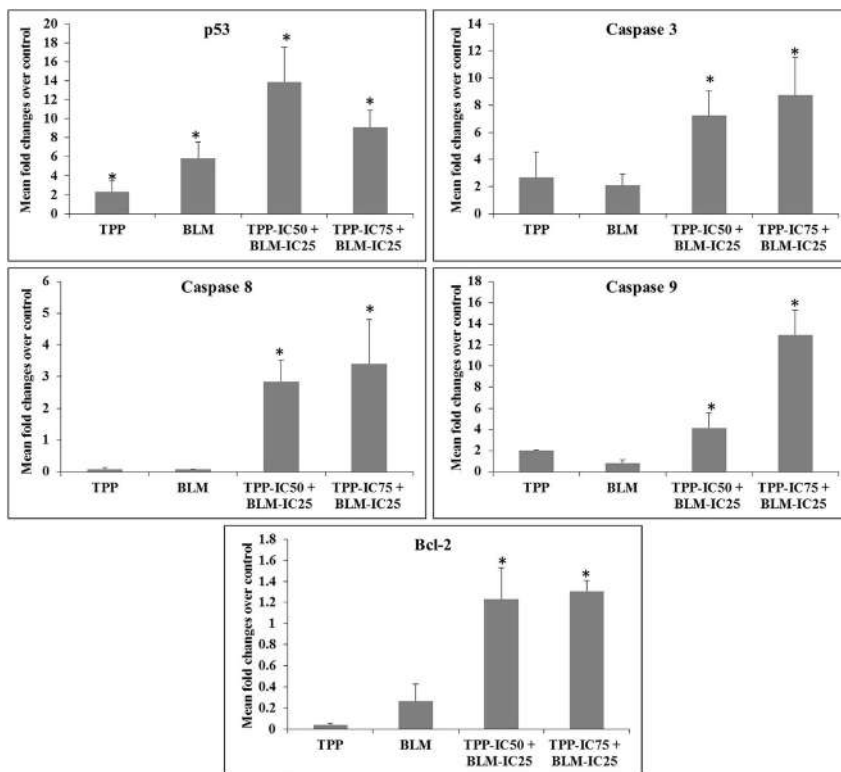 p53
Mean fold changes over control
20
18
16
14
12
10
8
6
4
2
0
*
*
*
*
TPP
BLM
TPP-IC50 +
BLM-IC25
TPP-IC75 +
BLM-IC25
Caspase 3
Mean fold changes over control
14
12
10
8
6
4
2
0
*
*
TPP
BLM
TPP-IC50 +
BLM-IC25
TPP-IC75 +
BLM-IC25
Caspase 8
Mean fold changes over control
6
5
4
3
2
1
0
*
*
TPP
BLM
TPP-IC50 +
BLM-IC25
TPP-IC75 +
BLM-IC25
Caspase 9
Mean fold changes over control
18
16
14
12
10
8
6
4
2
0
*
*
TPP
BLM
TPP-IC50 +
BLM-IC25
TPP-IC75 +
BLM-IC25
Bcl-2
Mean fold changes over control
1.8
1.6
1.4
1.2
1
0.8
0.6
0.4
0.2
0
*
*
TPP
BLM
TPP-IC50 +
BLM-IC25
TPP-IC75 +
BLM-IC25